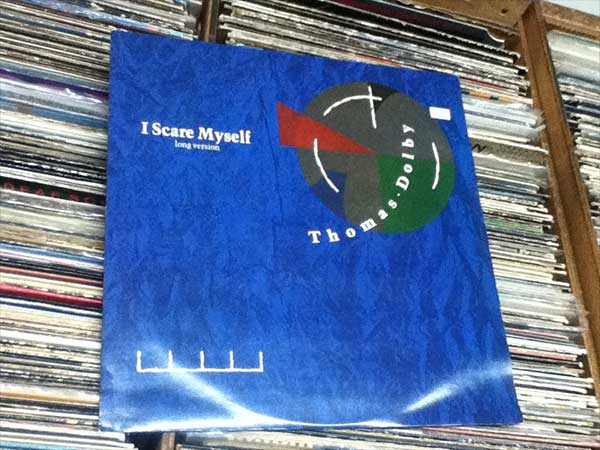 I Scare Myself
long version
Thomas·Dolby